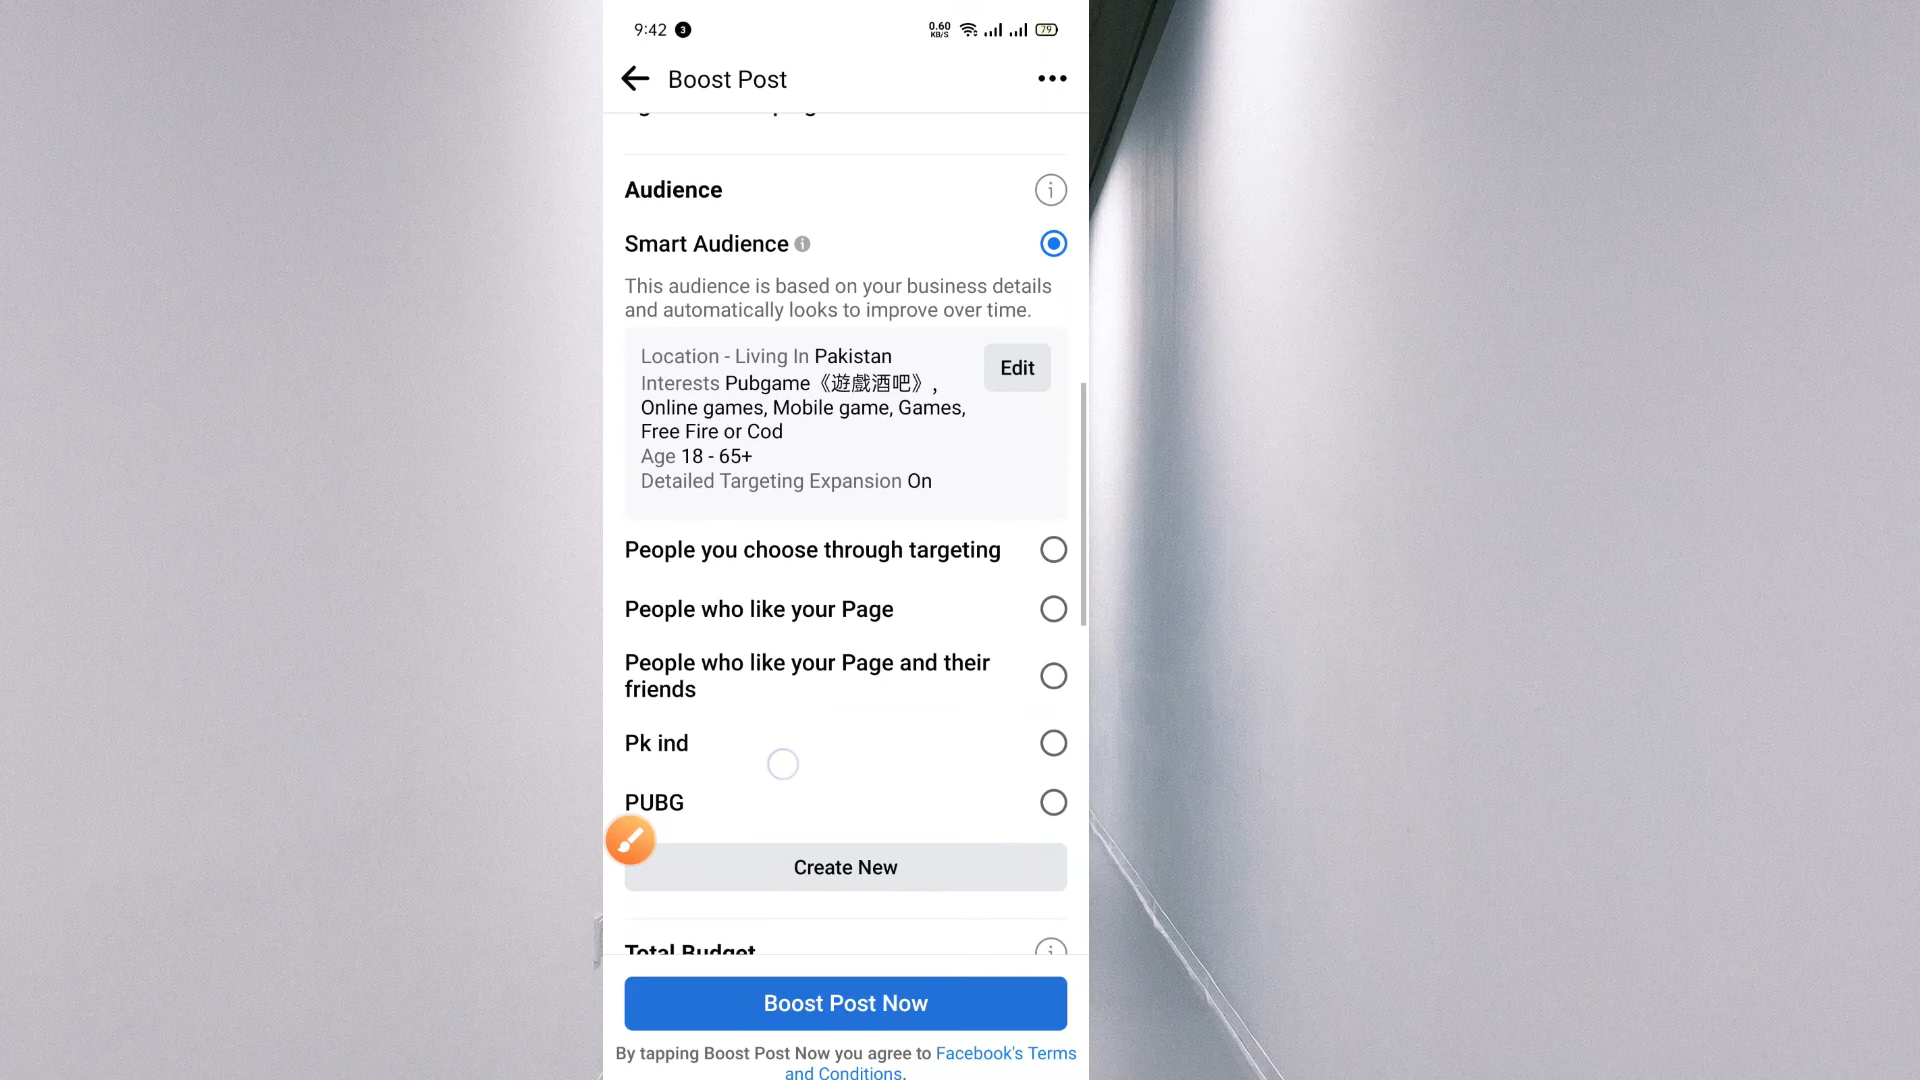 9:42 3
0.60 KB/S 79
Boost Post
Audience
Smart Audience
This audience is based on your business details
and automatically looks to improve over time.
Location - Living In Pakistan
Edit
Interests Pubgame《遊戲酒吧》,
Online games, Mobile game, Games,
Free Fire or Cod
Age 18 - 65+
Detailed Targeting Expansion On
People you choose through targeting
People who like your Page
People who like your Page and their
friends
Pk ind
PUBG
Create New
Total Budget
Boost Post Now
By tapping Boost Post Now you agree to Facebook's Terms
and Conditions.